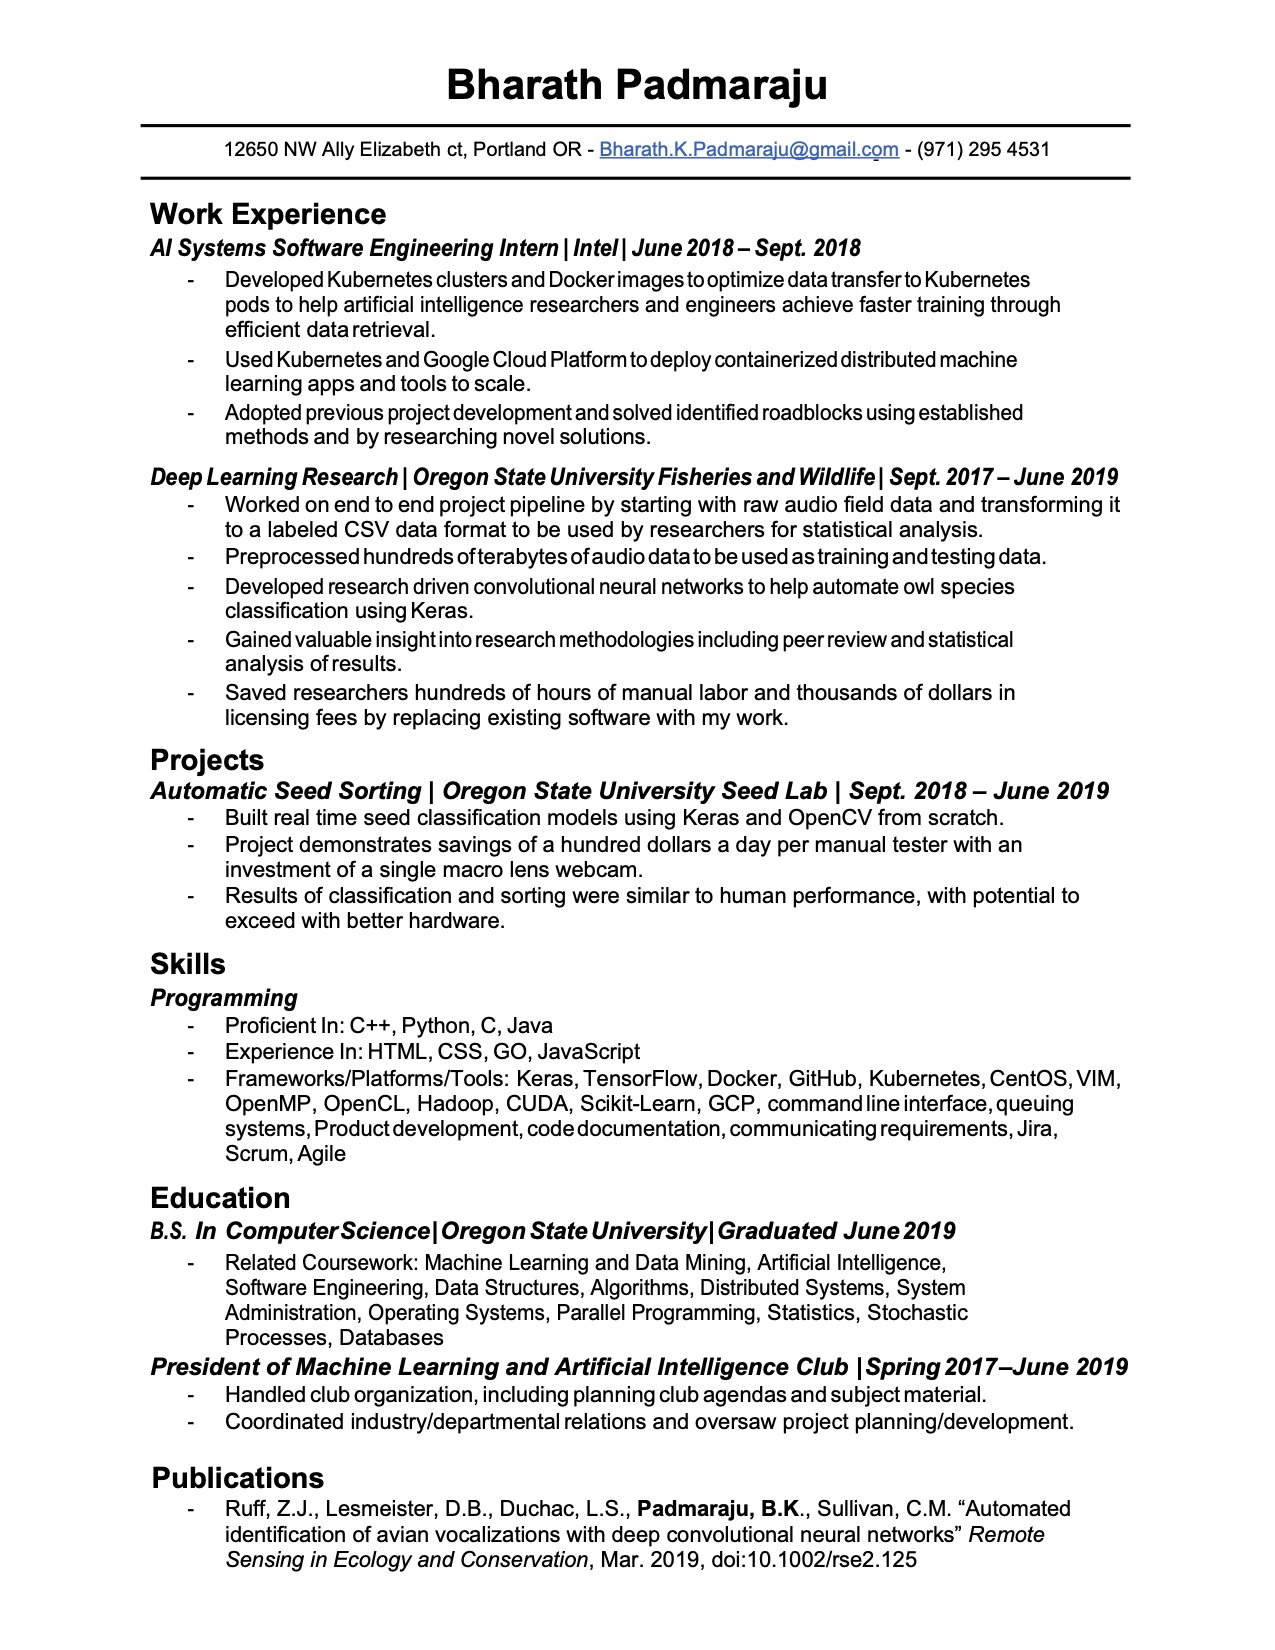 Bharath Padmaraju
12650 NW Ally Elizabeth ct, Portland OR - Bharath.K.Padmaraju@gmail.com - (971) 295 4531
Work Experience
AI Systems Software Engineering Intern | Intel | June 2018 – Sept. 2018
- Developed Kubernetes clusters and Docker images to optimize data transfer to Kubernetes
pods to help artificial intelligence researchers and engineers achieve faster training through
efficient data retrieval.
- Used Kubernetes and Google Cloud Platform to deploy containerized distributed machine
learning apps and tools to scale.
- Adopted previous project development and solved identified roadblocks using established
methods and by researching novel solutions.
Deep Learning Research | Oregon State University Fisheries and Wildlife | Sept. 2017 – June 2019
- Worked on end to end project pipeline by starting with raw audio field data and transforming it
to a labeled CSV data format to be used by researchers for statistical analysis.
- Preprocessed hundreds of terabytes of audio data to be used as training and testing data.
- Developed research driven convolutional neural networks to help automate owl species
classification using Keras.
- Gained valuable insight into research methodologies including peer review and statistical
analysis of results.
- Saved researchers hundreds of hours of manual labor and thousands of dollars in
licensing fees by replacing existing software with my work.
Projects
Automatic Seed Sorting | Oregon State University Seed Lab | Sept. 2018 – June 2019
- Built real time seed classification models using Keras and OpenCV from scratch.
- Project demonstrates savings of a hundred dollars a day per manual tester with an
investment of a single macro lens webcam.
- Results of classification and sorting were similar to human performance, with potential to
exceed with better hardware.
Skills
Programming
- Proficient In: C++, Python, C, Java
- Experience In: HTML, CSS, GO, JavaScript
- Frameworks/Platforms/Tools: Keras, TensorFlow, Docker, GitHub, Kubernetes, CentOS, VIM,
OpenMP, OpenCL, Hadoop, CUDA, Scikit-Learn, GCP, command line interface, queuing
systems, Product development, code documentation, communicating requirements, Jira,
Scrum, Agile
Education
B.S. In Computer Science | Oregon State University | Graduated June 2019
- Related Coursework: Machine Learning and Data Mining, Artificial Intelligence,
Software Engineering, Data Structures, Algorithms, Distributed Systems, System
Administration, Operating Systems, Parallel Programming, Statistics, Stochastic
Processes, Databases
President of Machine Learning and Artificial Intelligence Club | Spring 2017–June 2019
- Handled club organization, including planning club agendas and subject material.
- Coordinated industry/departmental relations and oversaw project planning/development.
Publications
- Ruff, Z.J., Lesmeister, D.B., Duchac, L.S., Padmaraju, B.K., Sullivan, C.M. “Automated
identification of avian vocalizations with deep convolutional neural networks” Remote
Sensing in Ecology and Conservation, Mar. 2019, doi:10.1002/rse2.125